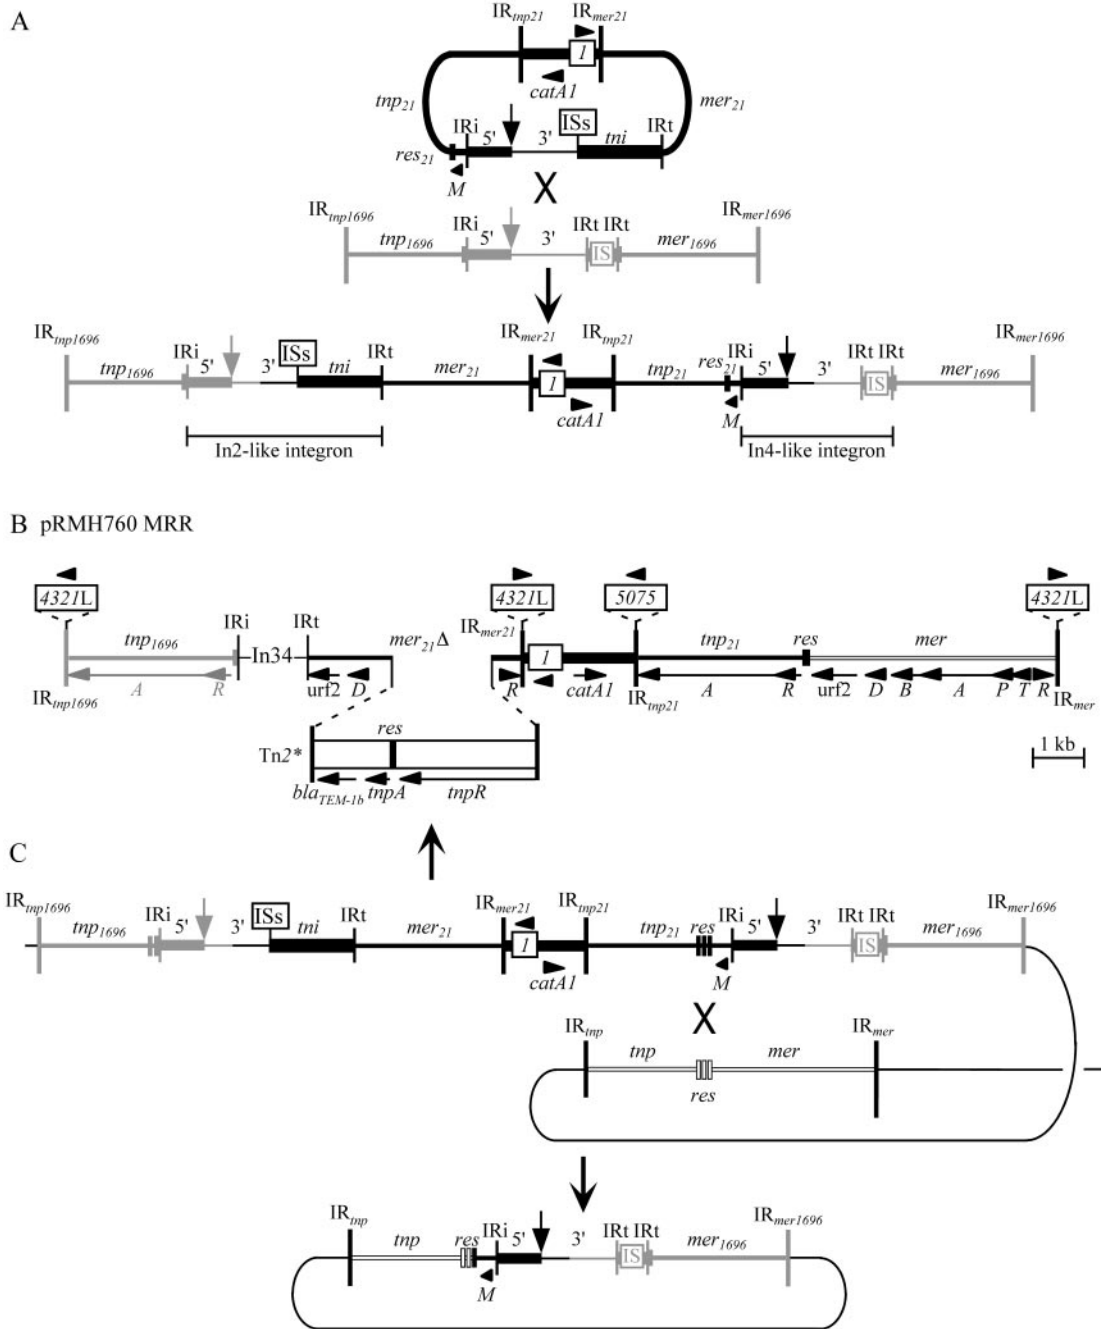 A
IRtnp21 IRmer21
1
catA1
tnp21 mer21
ISs
IRi 5' 3' tni IRt
res21
M
X
IRtnp1696 IRi IRt IRt IRmer1696
tnp1696 5' 3' mer1696
IS
IRtnp1696 IRmer21 IRtnp21 IRmer1696
ISs
IRi IRt res21 IRi IRt IRt
tnp1696 5' 3' tni mer21 1 tnp21 5' 3' IS mer1696
catA1 M
In2-like integron In4-like integron
B pRMH760 MRR
4321L 4321L 5075 4321L
IRi IRt IRmer21
tnp1696 In34 mer21Δ 1 tnp21 res mer
A R urf2 D R catA1 A R urf2 D B A P T R
IRtnp1696 IRtnp21 IRmer
res
1 kb
Tn2*
blaTEM-1b tnpA tnpR
C
IRtnp1696 IRmer21 IRtnp21 IRmer1696
ISs
tnp1696 IRi 5' 3' tni IRt mer21 1 tnp21 res IRi 5' 3' IRt IRt mer1696
IS
catA1 M
X
IRtnp IRmer
tnp mer
res
IRtnp IRi IRt IRt IRmer1696
tnp res 5' 3' IS mer1696
M